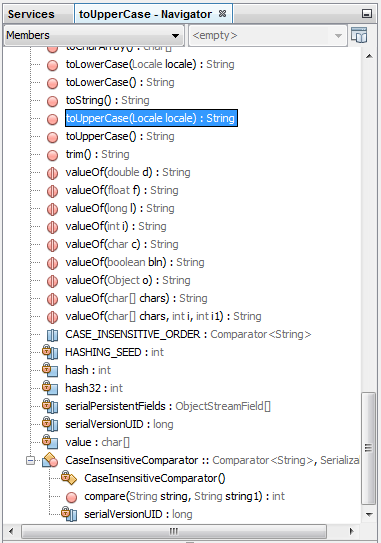 Services
toUpperCase - Navigator
Members
<empty>
toCharArray() : char[]
toLowerCase(Locale locale) : String
toLowerCase() : String
toString() : String
toUpperCase(Locale locale) : String
toUpperCase() : String
trim() : String
valueOf(double d) : String
valueOf(float f) : String
valueOf(long l) : String
valueOf(int i) : String
valueOf(char c) : String
valueOf(boolean bln) : String
valueOf(Object o) : String
valueOf(char[] chars) : String
valueOf(char[] chars, int i, int i1) : String
CASE_INSENSITIVE_ORDER : Comparator<String>
HASHING_SEED : int
hash : int
hash32 : int
serialPersistentFields : ObjectStreamField[]
serialVersionUID : long
value : char[]
CaseInsensitiveComparator :: Comparator<String>, Serializa
CaseInsensitiveComparator()
compare(String string, String string1) : int
serialVersionUID : long